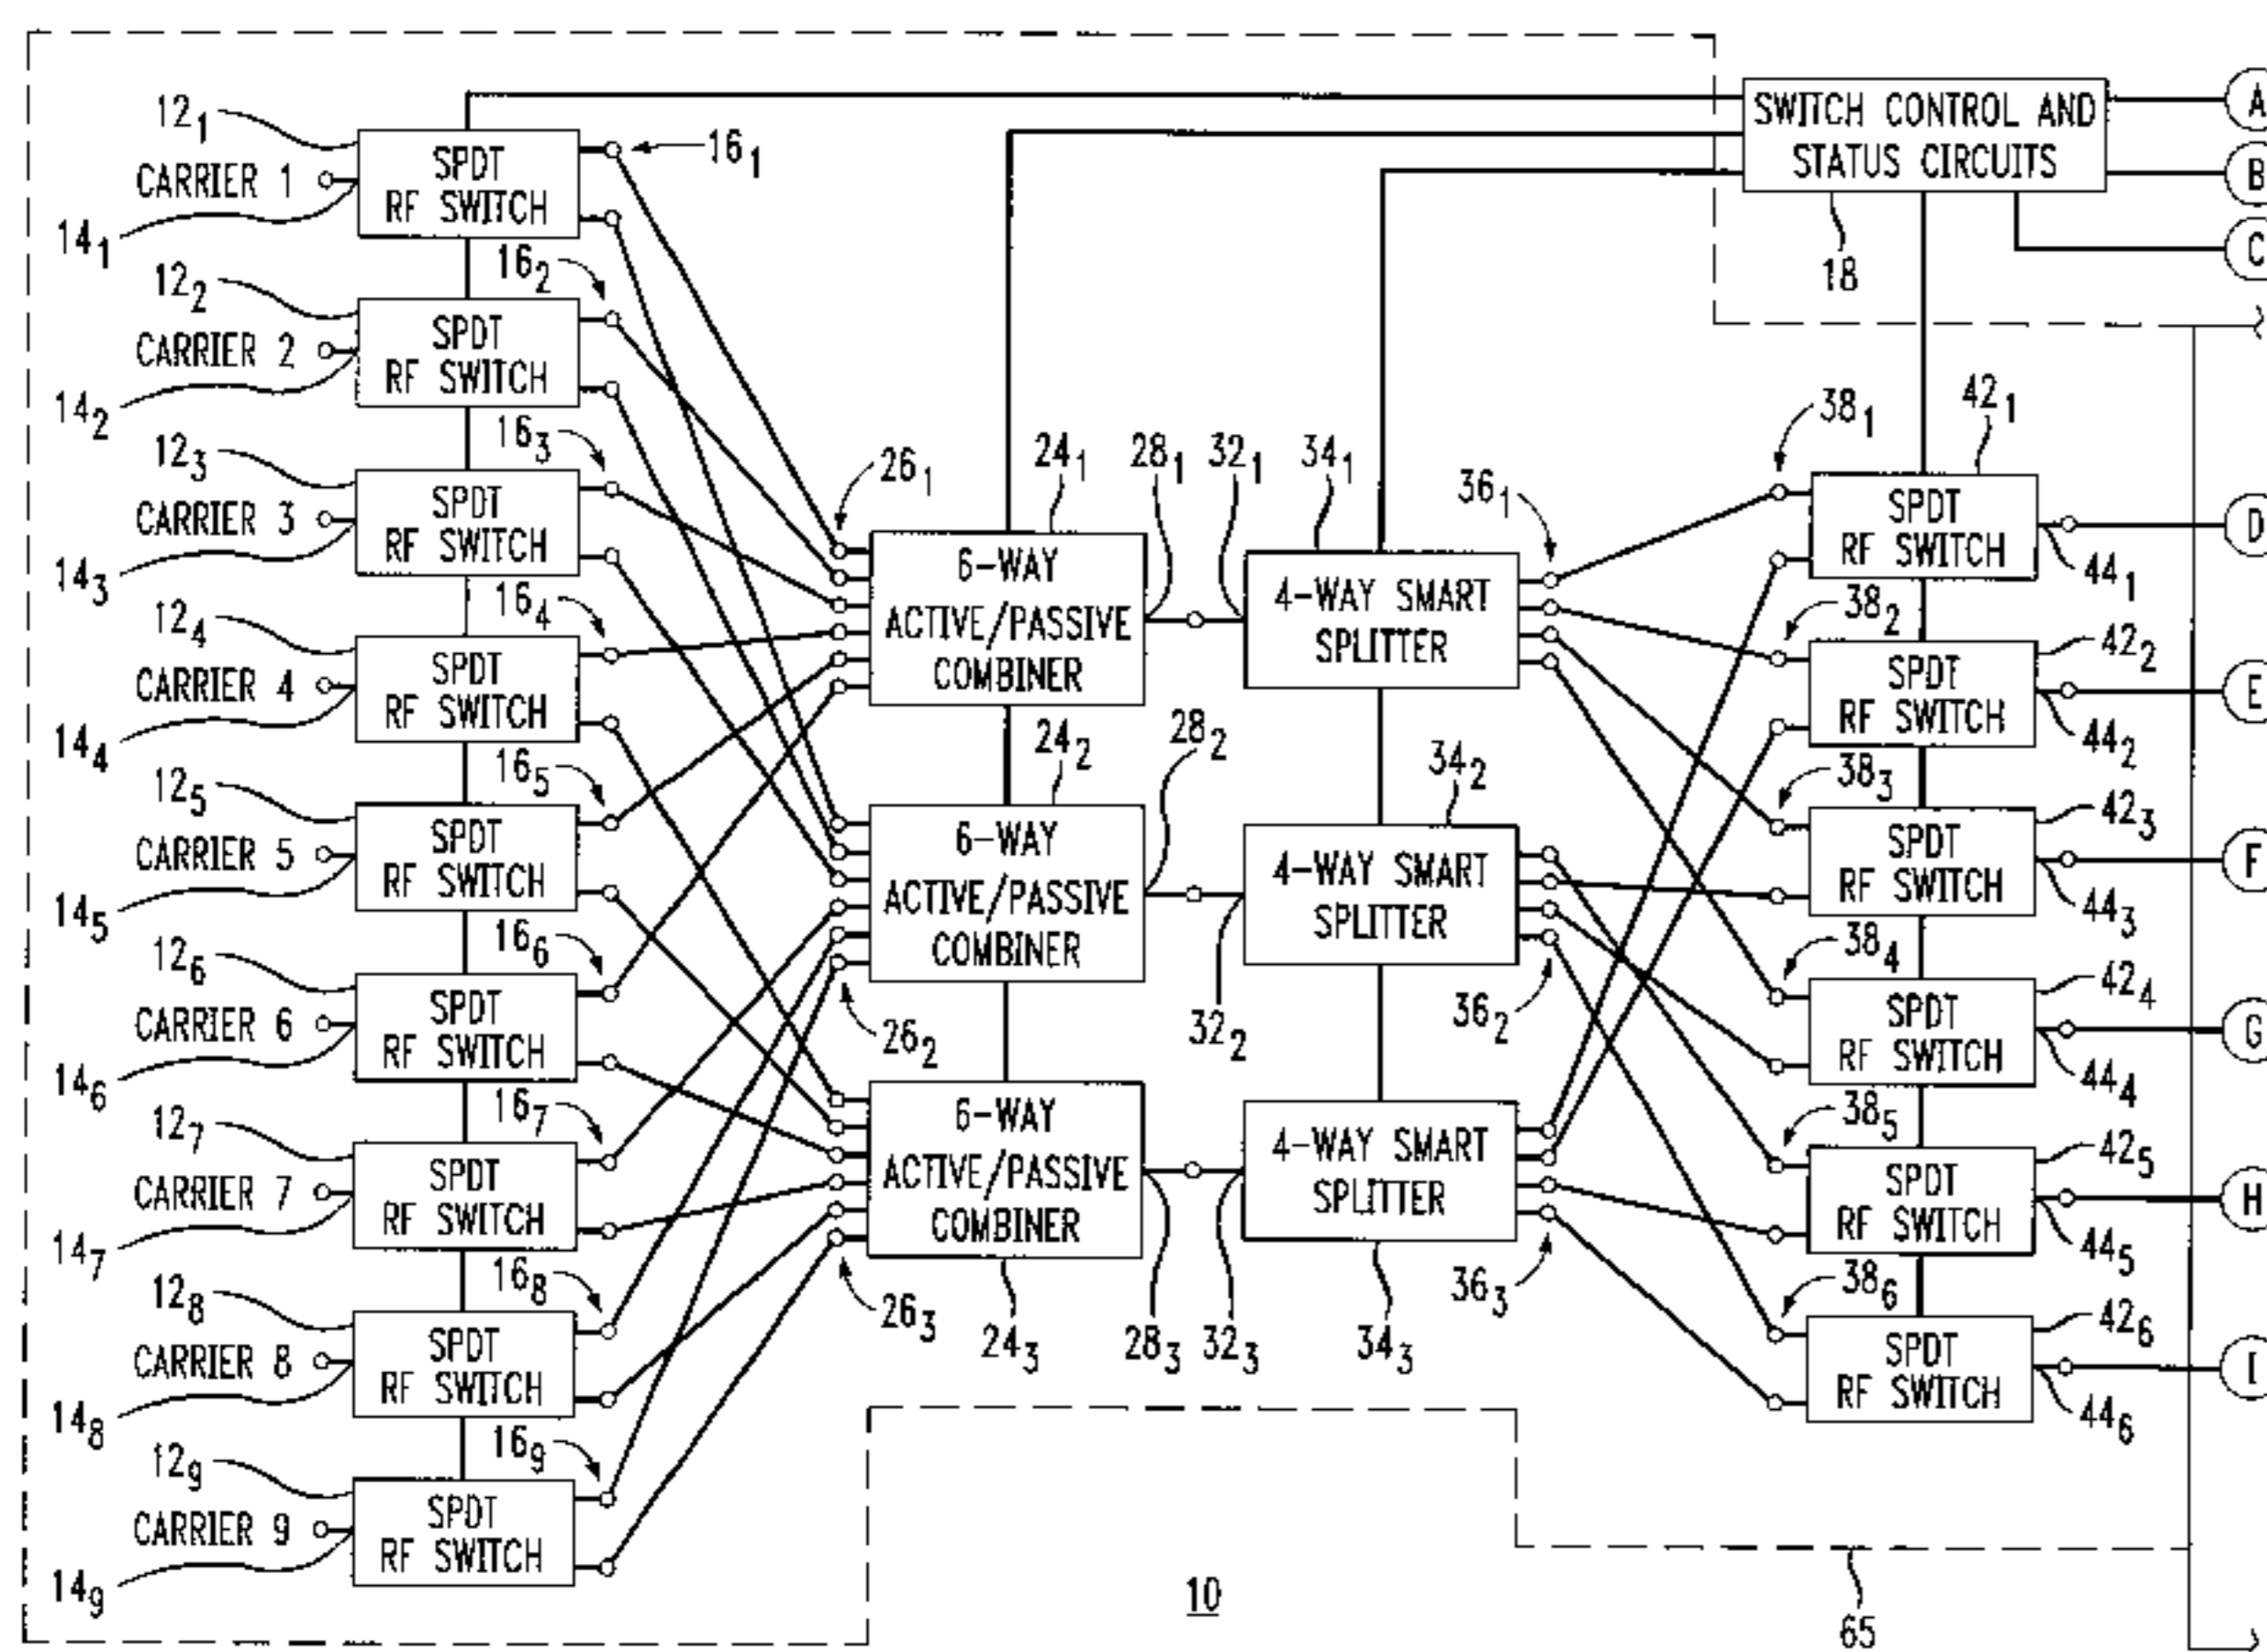 SWITCH CONTROL AND
STATUS CIRCUITS
18
A
B
C
12₁
CARRIER 1
14₁
SPDT
RF SWITCH
16₁
12₂
CARRIER 2
14₂
SPDT
RF SWITCH
16₂
12₃
CARRIER 3
14₃
SPDT
RF SWITCH
16₃
12₄
CARRIER 4
14₄
SPDT
RF SWITCH
16₄
12₅
CARRIER 5
14₅
SPDT
RF SWITCH
16₅
12₆
CARRIER 6
14₆
SPDT
RF SWITCH
16₆
12₇
CARRIER 7
14₇
SPDT
RF SWITCH
16₇
12₈
CARRIER 8
14₈
SPDT
RF SWITCH
16₈
12₉
CARRIER 9
14₉
SPDT
RF SWITCH
16₉
26₁
24₁
6-WAY
ACTIVE/PASSIVE
COMBINER
28₁
26₂
24₂
6-WAY
ACTIVE/PASSIVE
COMBINER
28₂
26₃
6-WAY
ACTIVE/PASSIVE
COMBINER
24₃
28₃
32₁
34₁
4-WAY SMART
SPLITTER
36₁
32₂
34₂
4-WAY SMART
SPLITTER
36₂
32₃
4-WAY SMART
SPLITTER
34₃
36₃
38₁
42₁
SPDT
RF SWITCH
44₁
D
38₂
42₂
SPDT
RF SWITCH
44₂
E
38₃
42₃
SPDT
RF SWITCH
44₃
F
38₄
42₄
SPDT
RF SWITCH
44₄
G
38₅
42₅
SPDT
RF SWITCH
44₅
H
38₆
42₆
SPDT
RF SWITCH
44₆
I
10
65